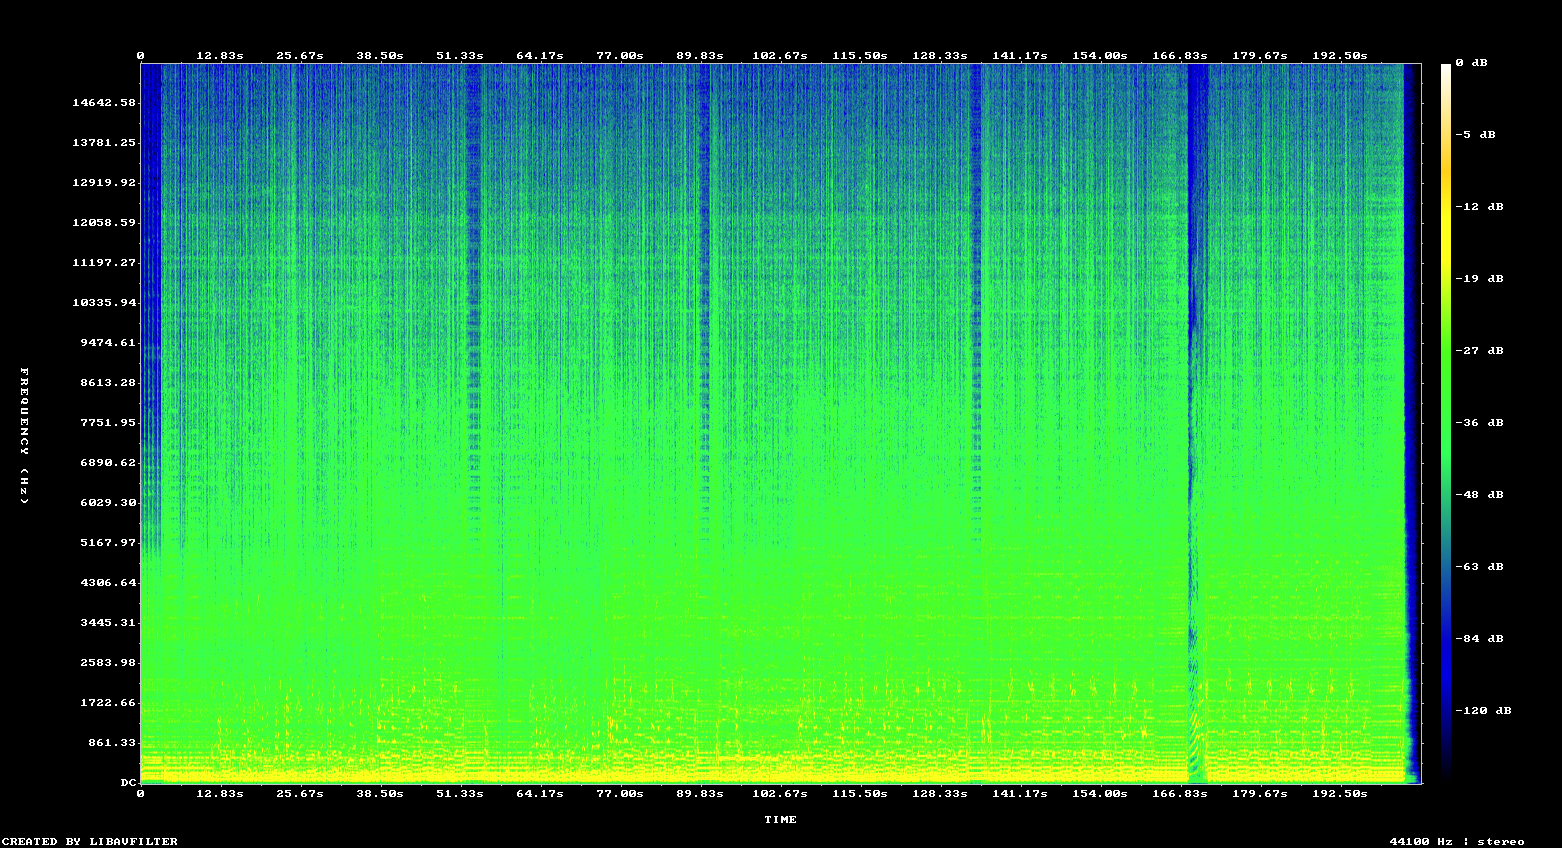 0 12.83s 25.67s 38.50s 51.33s 64.17s 77.00s 89.83s 102.67s 115.50s 128.33s 141.17s 154.00s 166.83s 179.67s 192.50s
0 dB
14642.58
-5 dB
13781.25
12919.92
-12 dB
12058.59
11197.27
-19 dB
10335.94
9474.61
-27 dB
8613.28
7751.95
-36 dB
6890.62
-48 dB
6029.30
5167.97
-63 dB
4306.64
3445.31
-84 dB
2583.98
1722.66
-120 dB
861.33
DC
FREQUENCY (Hz)
0 12.83s 25.67s 38.50s 51.33s 64.17s 77.00s 89.83s 102.67s 115.50s 128.33s 141.17s 154.00s 166.83s 179.67s 192.50s
TIME
CREATED BY LIBAVFILTER
44100 Hz | stereo